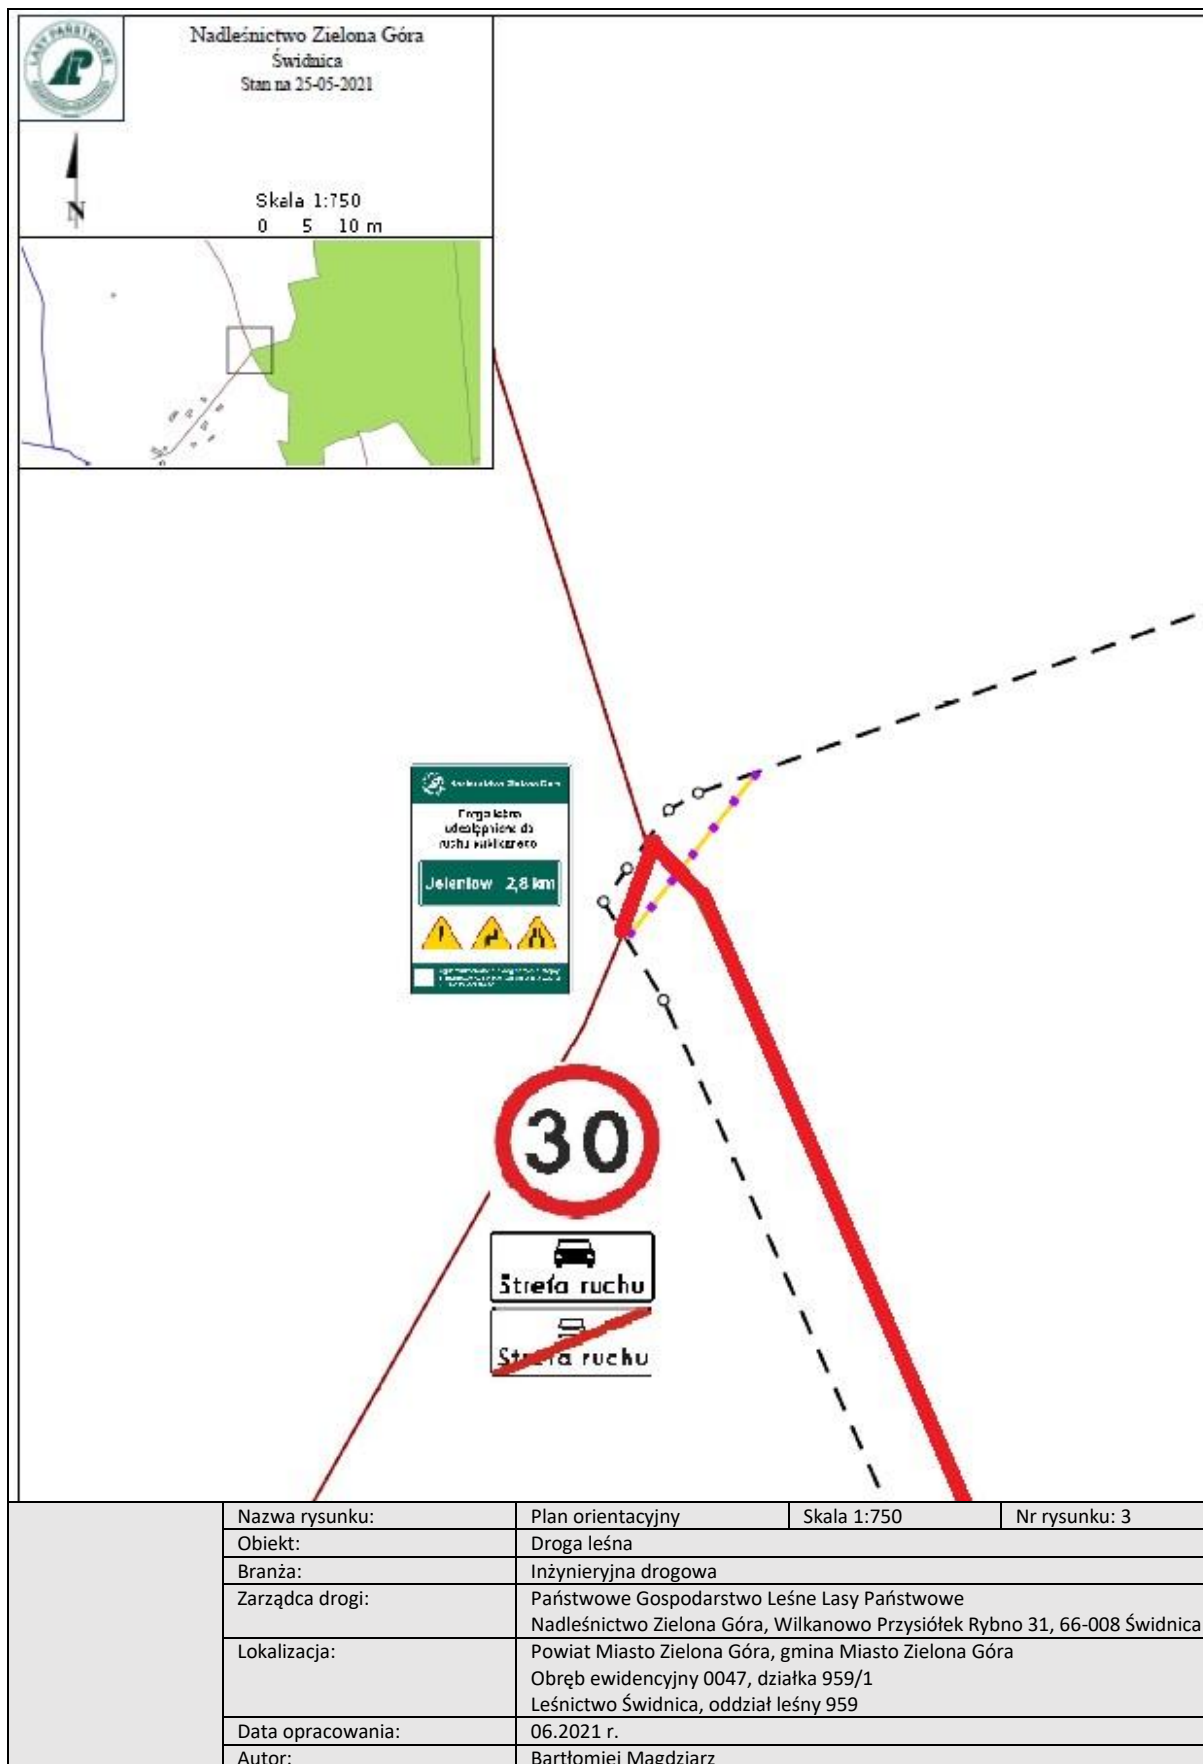 LASY PAŃSTWOWE
Nadleśnictwo Zielona Góra
Świdnica
Stan na 25-05-2021
N
Skala 1:750
0 5 10 m
Droga leśna
udostępniona do
ruchu publicznego
Jeleniów 2,8 km
30
Strefa ruchu
Strefa ruchu
Nazwa rysunku: Plan orientacyjny Skala 1:750 Nr rysunku: 3
Obiekt: Droga leśna
Branża: Inżynieryjna drogowa
Zarządca drogi: Państwowe Gospodarstwo Leśne Lasy Państwowe
Nadleśnictwo Zielona Góra, Wilkanowo Przysiółek Rybno 31, 66-008 Świdnica
Lokalizacja: Powiat Miasto Zielona Góra, gmina Miasto Zielona Góra
Obręb ewidencyjny 0047, działka 959/1
Leśnictwo Świdnica, oddział leśny 959
Data opracowania: 06.2021 r.
Autor: Bartłomiej Magdziarz